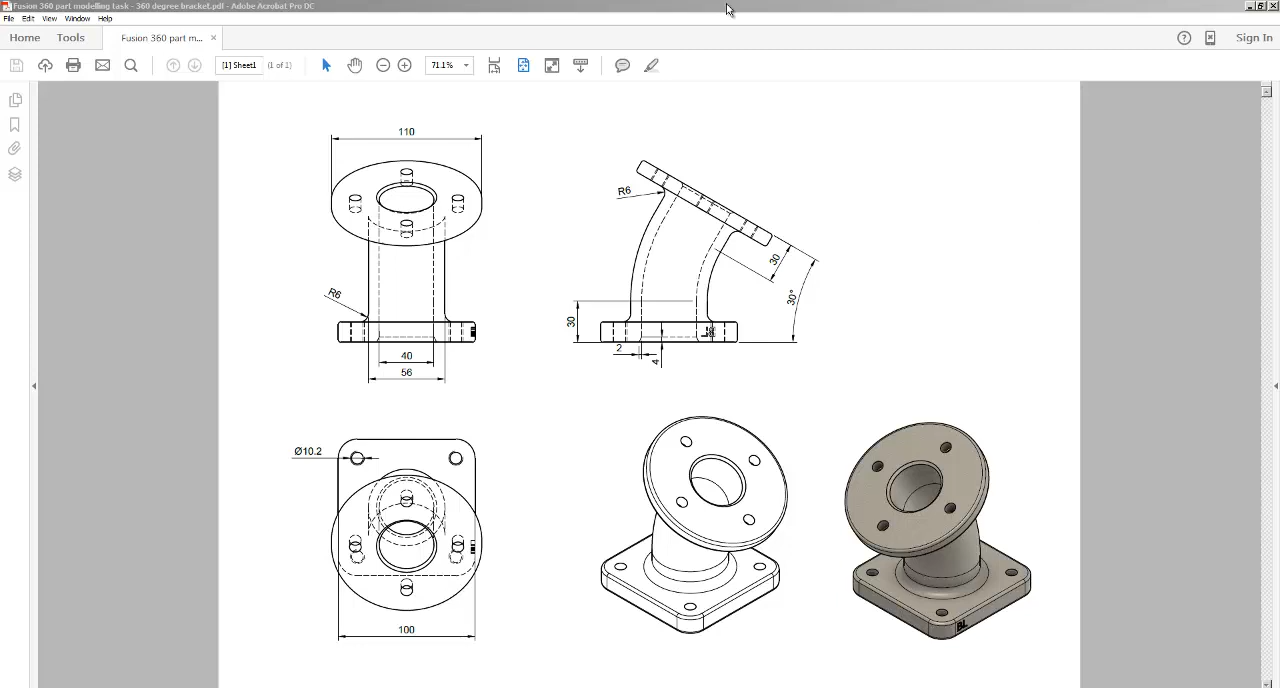 Fusion 360 part modelling task - 360 degree bracket.pdf - Adobe Acrobat Pro DC
File Edit View Window Help
Home Tools Fusion 360 part m... × Sign In
[1] Sheet1 (1 of 1) 71.1%
110
R6
R6
30
30
30°
2
4
40
56
Ø10.2
100
BL